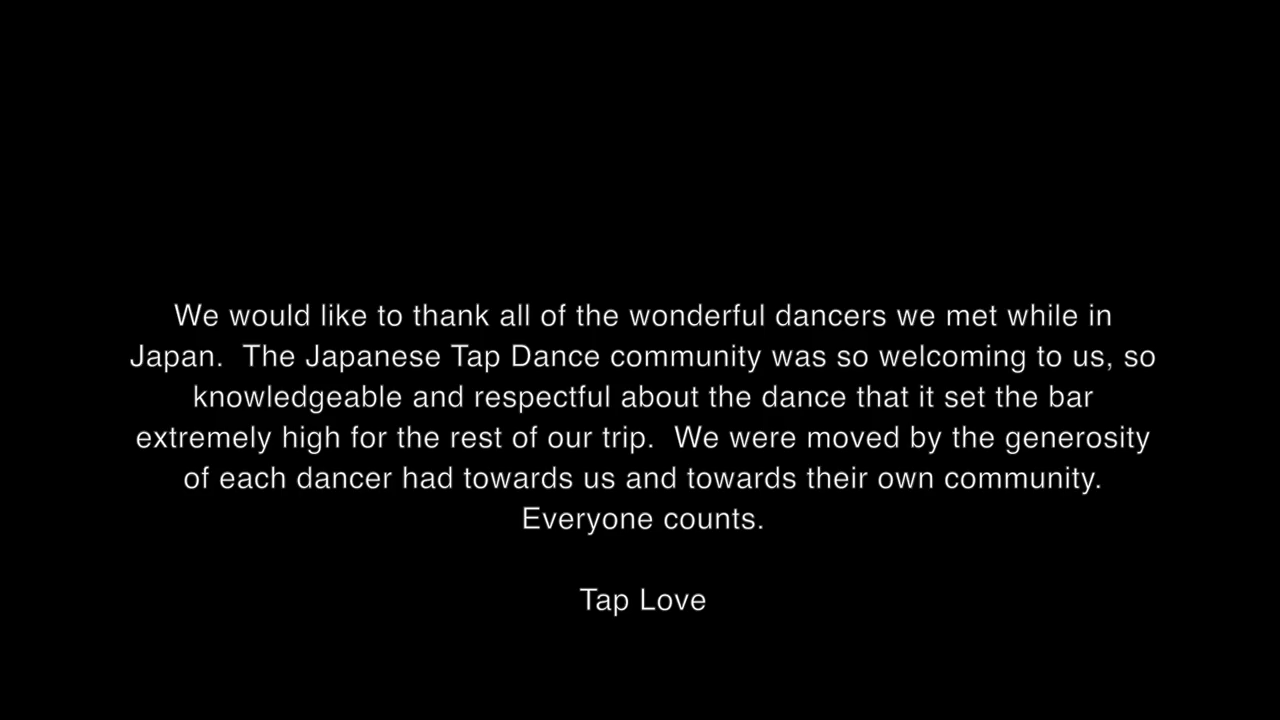 We would like to thank all of the wonderful dancers we met while in
Japan.  The Japanese Tap Dance community was so welcoming to us, so
knowledgeable and respectful about the dance that it set the bar
extremely high for the rest of our trip.  We were moved by the generosity
of each dancer had towards us and towards their own community.
Everyone counts.
Tap Love